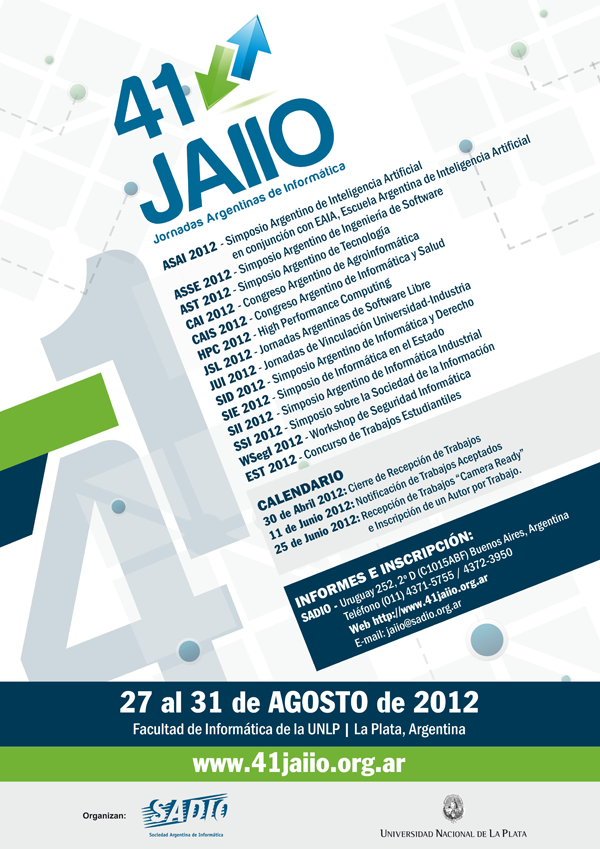 41
JAIIO
Jornadas Argentinas de Informática
ASAI 2012 - Simposio Argentino de Inteligencia Artificial
en conjunción con EAIA, Escuela Argentina de Inteligencia Artificial
ASSE 2012 - Simposio Argentino de Ingeniería de Software
AST 2012 - Simposio Argentino de Tecnología
CAI 2012 - Congreso Argentino de Agroinformática
CAIS 2012 - Congreso Argentino de Informática y Salud
HPC 2012 - High Performance Computing
JSL 2012 - Jornadas Argentinas de Software Libre
JUI 2012 - Jornadas de Vinculación Universidad-Industria
SID 2012 - Simposio Argentino de Informática y Derecho
SIE 2012 - Simposio de Informática en el Estado
SII 2012 - Simposio Argentino de Informática Industrial
SSI 2012 - Simposio sobre la Sociedad de la Información
WSegI 2012 - Workshop de Seguridad Informática
EST 2012 - Concurso de Trabajos Estudiantiles
CALENDARIO
30 de Abril 2012: Cierre de Recepción de Trabajos
11 de Junio 2012: Notificación de Trabajos Aceptados
25 de Junio 2012: Recepción de Trabajos "Camera Ready"
e Inscripción de un Autor por Trabajo.
INFORMES E INSCRIPCIÓN:
SADIO - Uruguay 252, 2º D (C1015ABF) Buenos Aires, Argentina
Teléfono (011) 4371-5755 / 4372-3950
Web http://www.41jaiio.org.ar
E-mail: jaiio@sadio.org.ar
41
27 al 31 de AGOSTO de 2012
Facultad de Informática de la UNLP | La Plata, Argentina
www.41jaiio.org.ar
Organizan:
SADIO
Sociedad Argentina de Informática
UNIVERSIDAD NACIONAL DE LA PLATA